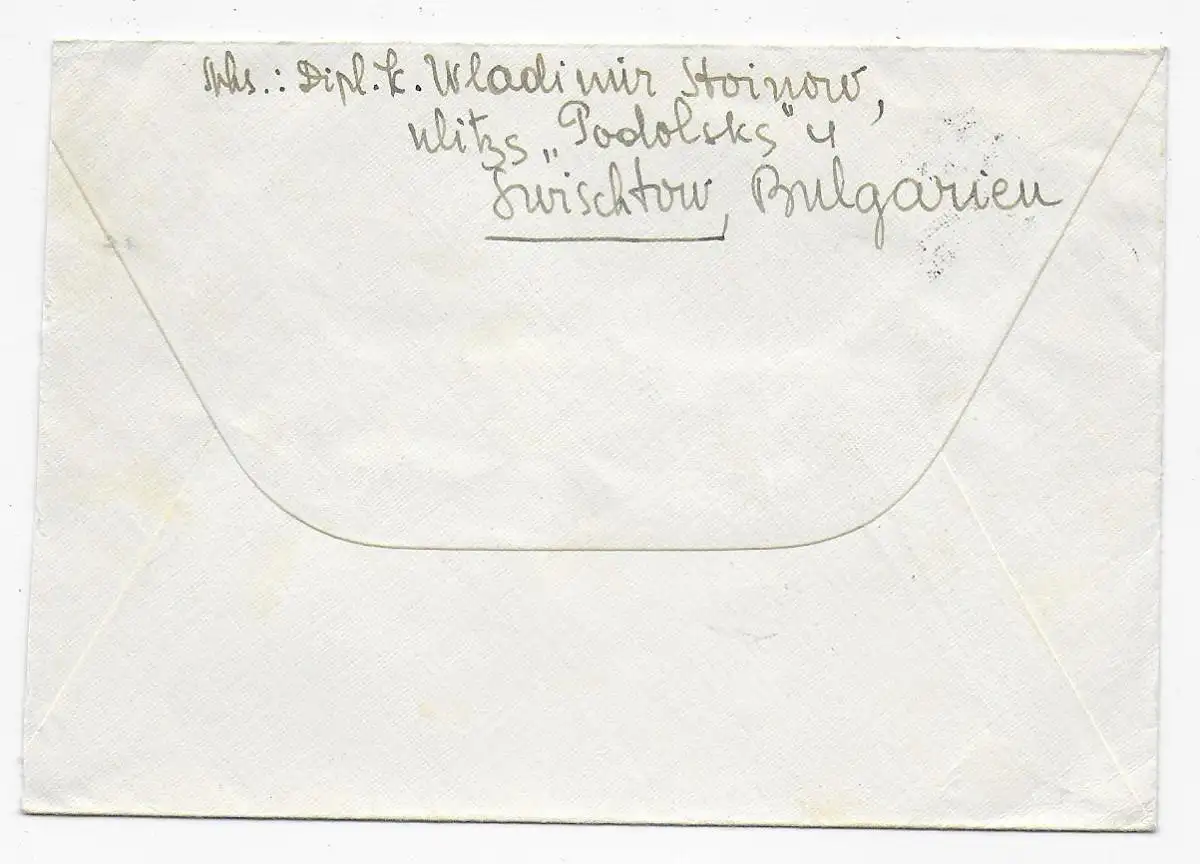 Abs.: Dipl. k. Wladimir Stoinow,
ulitza „Podolska" 4
Swischtow, Bulgarien